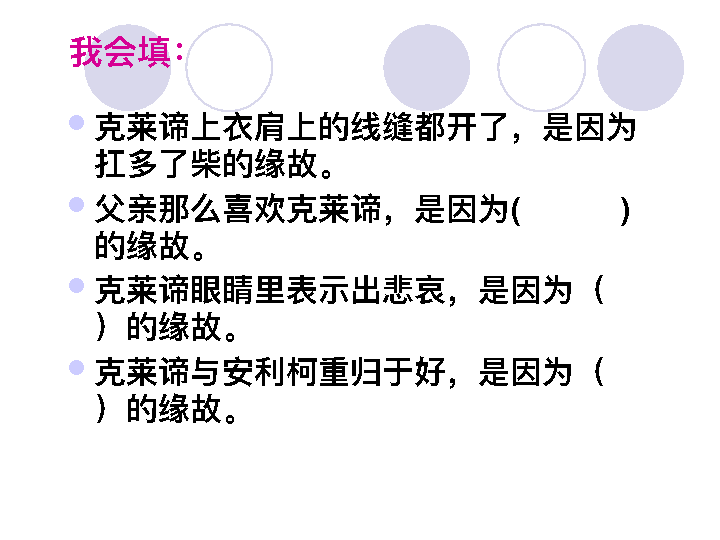 我会填：
克莱谛上衣肩上的线缝都开了，是因为
扛多了柴的缘故。
父亲那么喜欢克莱谛，是因为(          )
的缘故。
克莱谛眼睛里表示出悲哀，是因为（
）的缘故。
克莱谛与安利柯重归于好，是因为（
）的缘故。